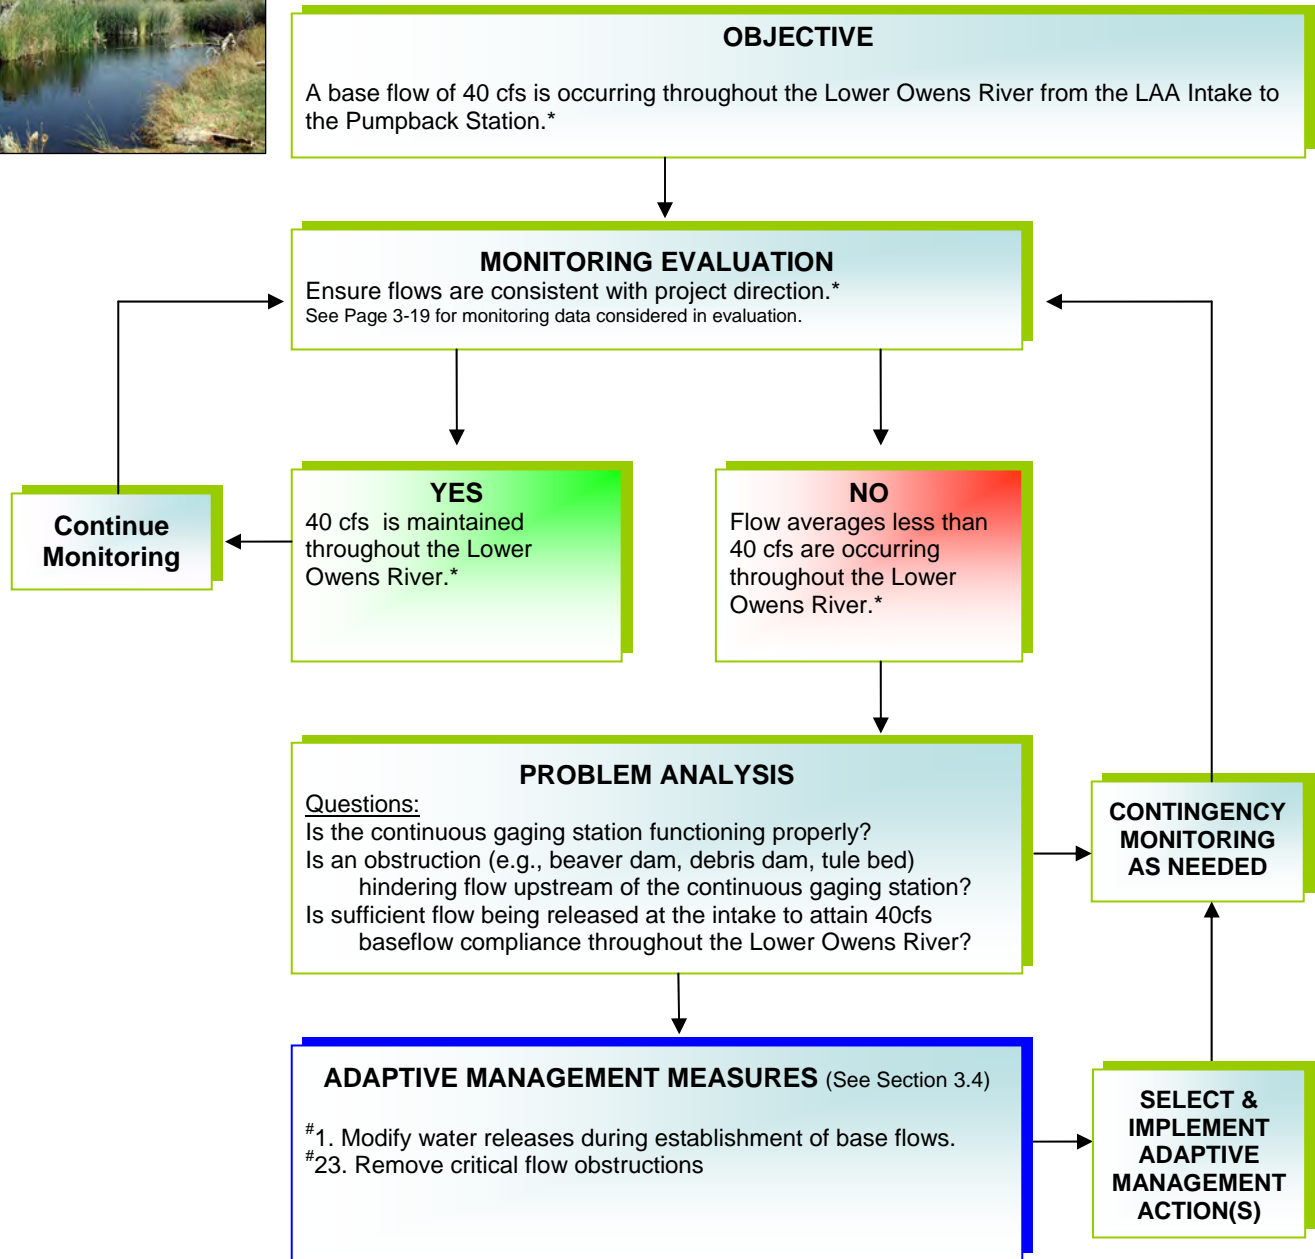 OBJECTIVE
A base flow of 40 cfs is occurring throughout the Lower Owens River from the LAA Intake to
the Pumpback Station.*
MONITORING EVALUATION
Ensure flows are consistent with project direction.*
See Page 3-19 for monitoring data considered in evaluation.
Continue
Monitoring
YES
40 cfs is maintained
throughout the Lower
Owens River.*
NO
Flow averages less than
40 cfs are occurring
throughout the Lower
Owens River.*
PROBLEM ANALYSIS
Questions:
Is the continuous gaging station functioning properly?
Is an obstruction (e.g., beaver dam, debris dam, tule bed)
hindering flow upstream of the continuous gaging station?
Is sufficient flow being released at the intake to attain 40cfs
baseflow compliance throughout the Lower Owens River?
CONTINGENCY
MONITORING
AS NEEDED
ADAPTIVE MANAGEMENT MEASURES (See Section 3.4)
#1. Modify water releases during establishment of base flows.
#23. Remove critical flow obstructions
SELECT &
IMPLEMENT
ADAPTIVE
MANAGEMENT
ACTION(S)